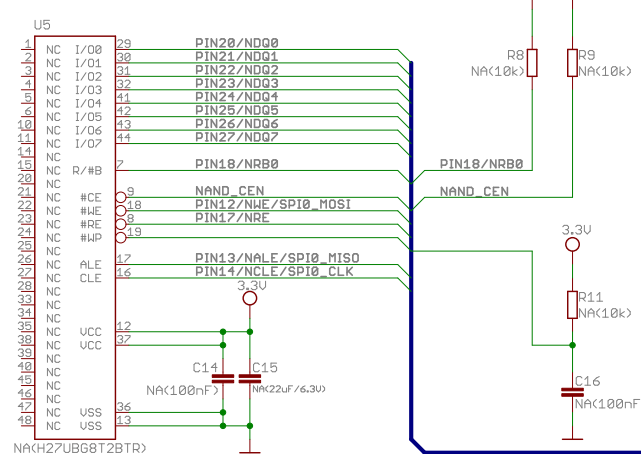 U5
1 NC I/O0 29 PIN20/NDQ0
2 NC I/O1 30 PIN21/NDQ1
3 NC I/O2 31 PIN22/NDQ2
4 NC I/O3 32 PIN23/NDQ3
5 NC I/O4 41 PIN24/NDQ4
6 NC I/O5 42 PIN25/NDQ5
10 NC I/O6 43 PIN26/NDQ6
11 NC I/O7 44 PIN27/NDQ7
14 NC
15 NC R/#B 7 PIN18/NRB0
20 NC
21 NC #CE 9 NAND_CEN
22 NC #WE 18 PIN12/NWE/SPI0_MOSI
23 NC #RE 8 PIN17/NRE
24 NC #WP 19
25 NC
26 NC ALE 17 PIN13/NALE/SPI0_MISO
27 NC CLE 16 PIN14/NCLE/SPI0_CLK
28 NC
33 NC
34 NC
35 NC VCC 12
38 NC VCC 37
39 NC
40 NC
45 NC
46 NC
47 NC VSS 36
48 NC VSS 13
NA(H27UBG8T2BTR)
3.3V
C14
NA(100nF)
C15
NA(22uF/6.3V)
R8
NA(10k)
R9
NA(10k)
PIN18/NRB0
NAND_CEN
3.3V
R11
NA(10k)
C16
NA(100nF